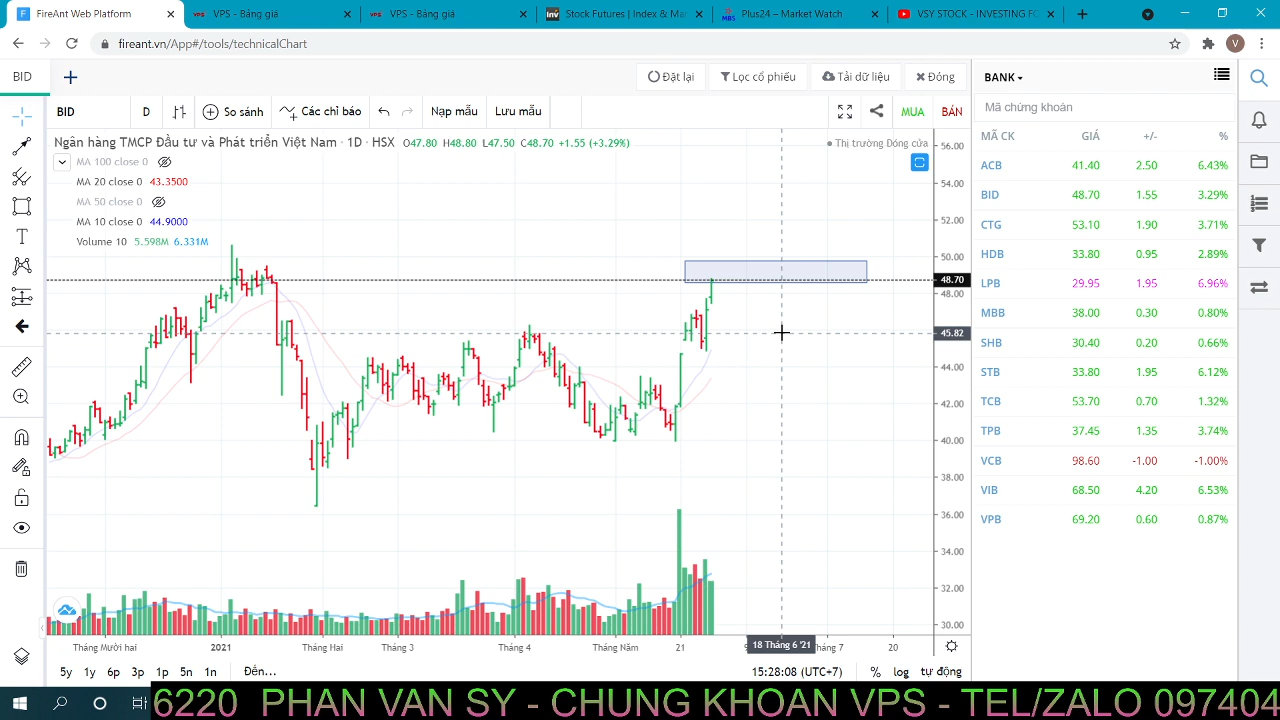 FireAnt Web Platform
VPS - Bảng giá
VPS - Bảng giá
Stock Futures | Index & Ma
Plus24 – Market Watch
VSY STOCK - INVESTING FO
fireant.vn/App#/tools/technicalChart
V
BID
Đặt lại
Lọc cổ phiếu
Tải dữ liệu
Đóng
BANK
BID
D
So sánh
Các chỉ báo
Nạp mẫu
Lưu mẫu
MUA
BÁN
Mã chứng khoán
Ngân hàng TMCP Đầu tư và Phát triển Việt Nam · 1D · HSX O47.80 H48.80 L47.50 C48.70 +1.55 (+3.29%)
Thị trường Đóng cửa
MA 100 close 0
MA 20 close 0 43.3500
MA 50 close 0
MA 10 close 0 44.9000
Volume 10 5.598M 6.331M
56.00
54.00
52.00
50.00
48.70
48.00
45.82
44.00
42.00
40.00
38.00
36.00
34.00
32.00
30.00
MÃ CK GIÁ +/- %
ACB 41.40 2.50 6.43%
BID 48.70 1.55 3.29%
CTG 53.10 1.90 3.71%
HDB 33.80 0.95 2.89%
LPB 29.95 1.95 6.96%
MBB 38.00 0.30 0.80%
SHB 30.40 0.20 0.66%
STB 33.80 1.95 6.12%
TCB 53.70 0.70 1.32%
TPB 37.45 1.35 3.74%
VCB 98.60 -1.00 -1.00%
VIB 68.50 4.20 6.53%
VPB 69.20 0.60 0.87%
Mười hai 2021 Tháng Hai Tháng 3 Tháng 4 Tháng Năm 21 18 Tháng 6 '21 7 20
5y 1y 6p 3p 1p 5n 1n Đến...
15:28:08 (UTC+7) % log tự động
6220 PHAN VAN SY - CHUNG KHOAN VPS - TEL/ZALO 097404